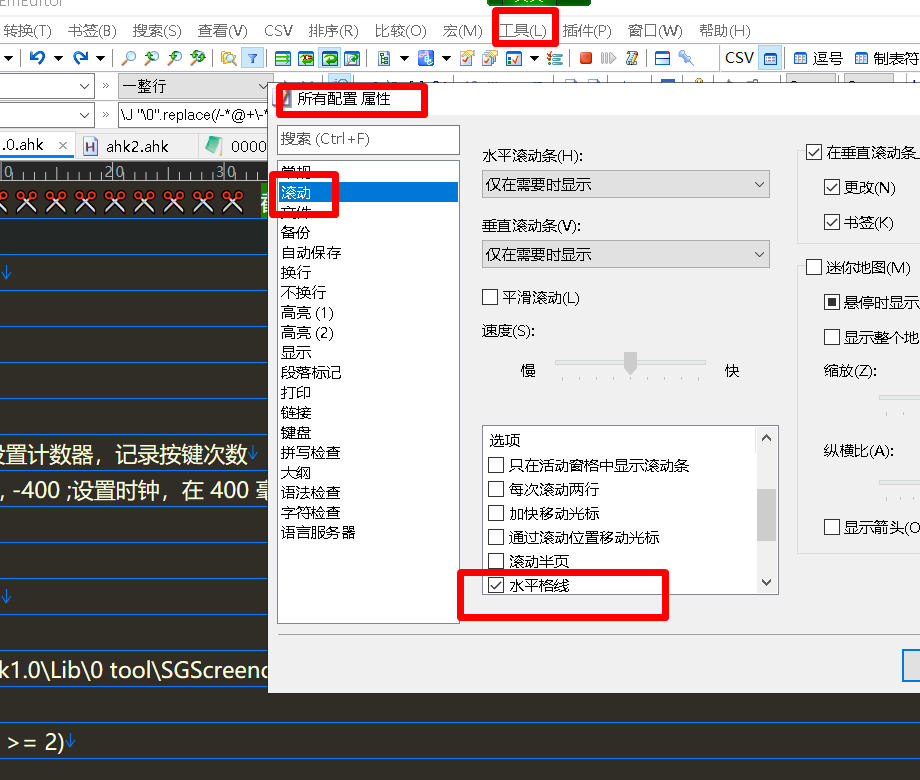 EmEditor
转换(T) 书签(B) 搜索(S) 查看(V) CSV 排序(R) 比较(O) 宏(M) 工具(L) 插件(P) 窗口(W) 帮助(H)
CSV 逗号 制表符
» 一整行
» \J "\0".replace(/-*@+\-*
.0.ahk × ahk2.ahk 0000
0 20 30
设置计数器，记录按键次数↓
, -400 ;设置时钟，在 400 毫
k1.0\Lib\0 tool\SGScreenc
>= 2)↓
所有配置 属性
搜索 (Ctrl+F)
常规
滚动
文件
备份
自动保存
换行
不换行
高亮 (1)
高亮 (2)
显示
段落标记
打印
链接
键盘
拼写检查
大纲
语法检查
字符检查
语言服务器
水平滚动条(H):
仅在需要时显示
垂直滚动条(V):
仅在需要时显示
平滑滚动(L)
速度(S):
慢 快
选项
只在活动窗格中显示滚动条
每次滚动两行
加快移动光标
通过滚动位置移动光标
滚动半页
水平格线
在垂直滚动条
更改(N)
书签(K)
迷你地图(M)
悬停时显示
显示整个地
缩放(Z):
纵横比(A):
显示箭头(O